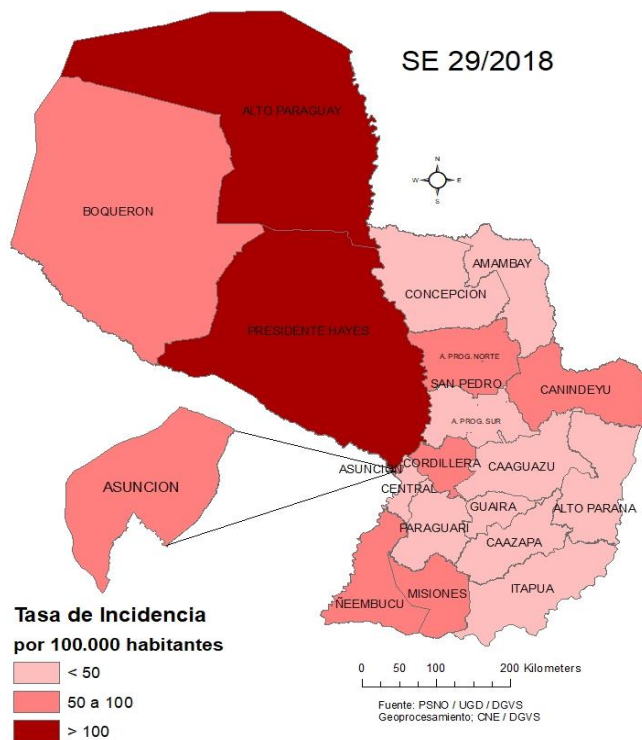 SE 29/2018
ALTO PARAGUAY
N
W E
S
BOQUERON
AMAMBAY
CONCEPCION
PRESIDENTE HAYES
A. PROG. NORTE
SAN PEDRO
CANINDEYU
A. PROG. SUR
ASUNCION
ASUNCION
CORDILLERA
CAAGUAZU
CENTRAL
GUAIRA
ALTO PARANA
PARAGUARI
CAAZAPA
ITAPUA
ÑEEMBUCU
MISIONES
Tasa de Incidencia
por 100.000 habitantes
< 50
50 a 100
> 100
0 50 100 200 Kilometers
Fuente: PSNO / UGD / DGVS
Geoprocesamiento; CNE / DGVS